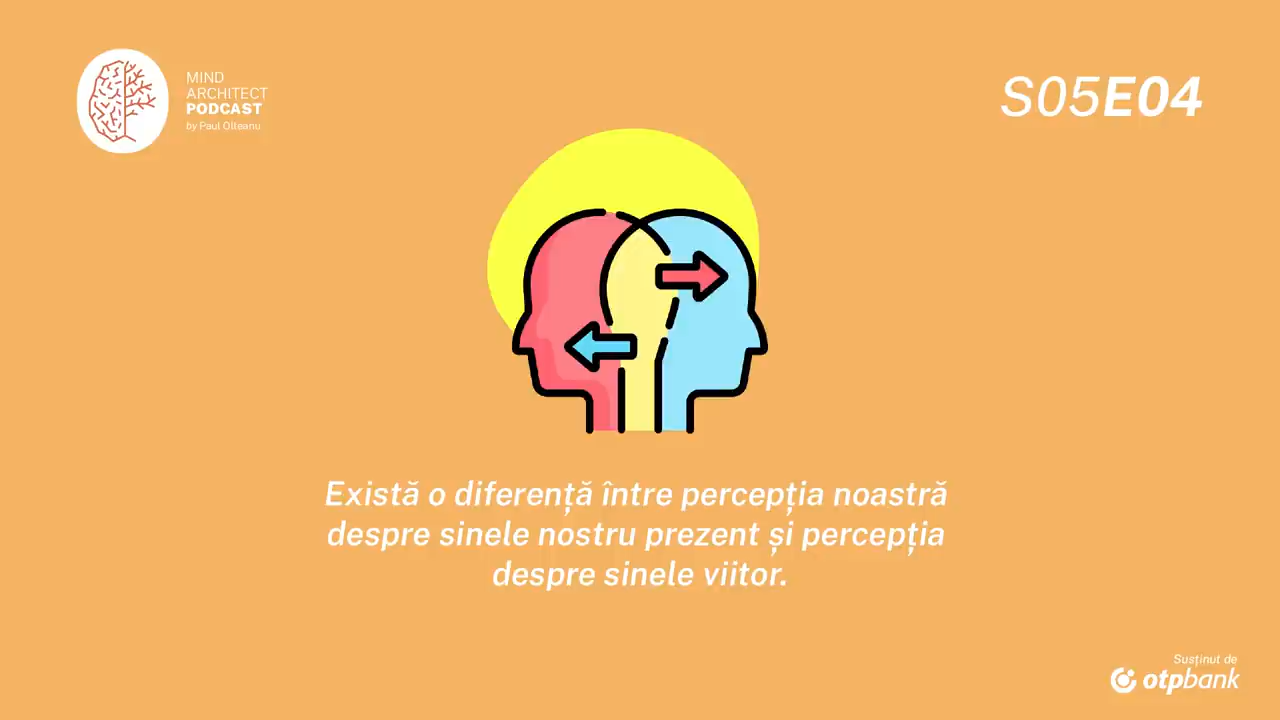 MIND
ARCHITECT
PODCAST
by Paul Olteanu
S05E04
Există o diferență între percepția noastră
despre sinele nostru prezent și percepția
despre sinele viitor.
Susținut de
otpbank